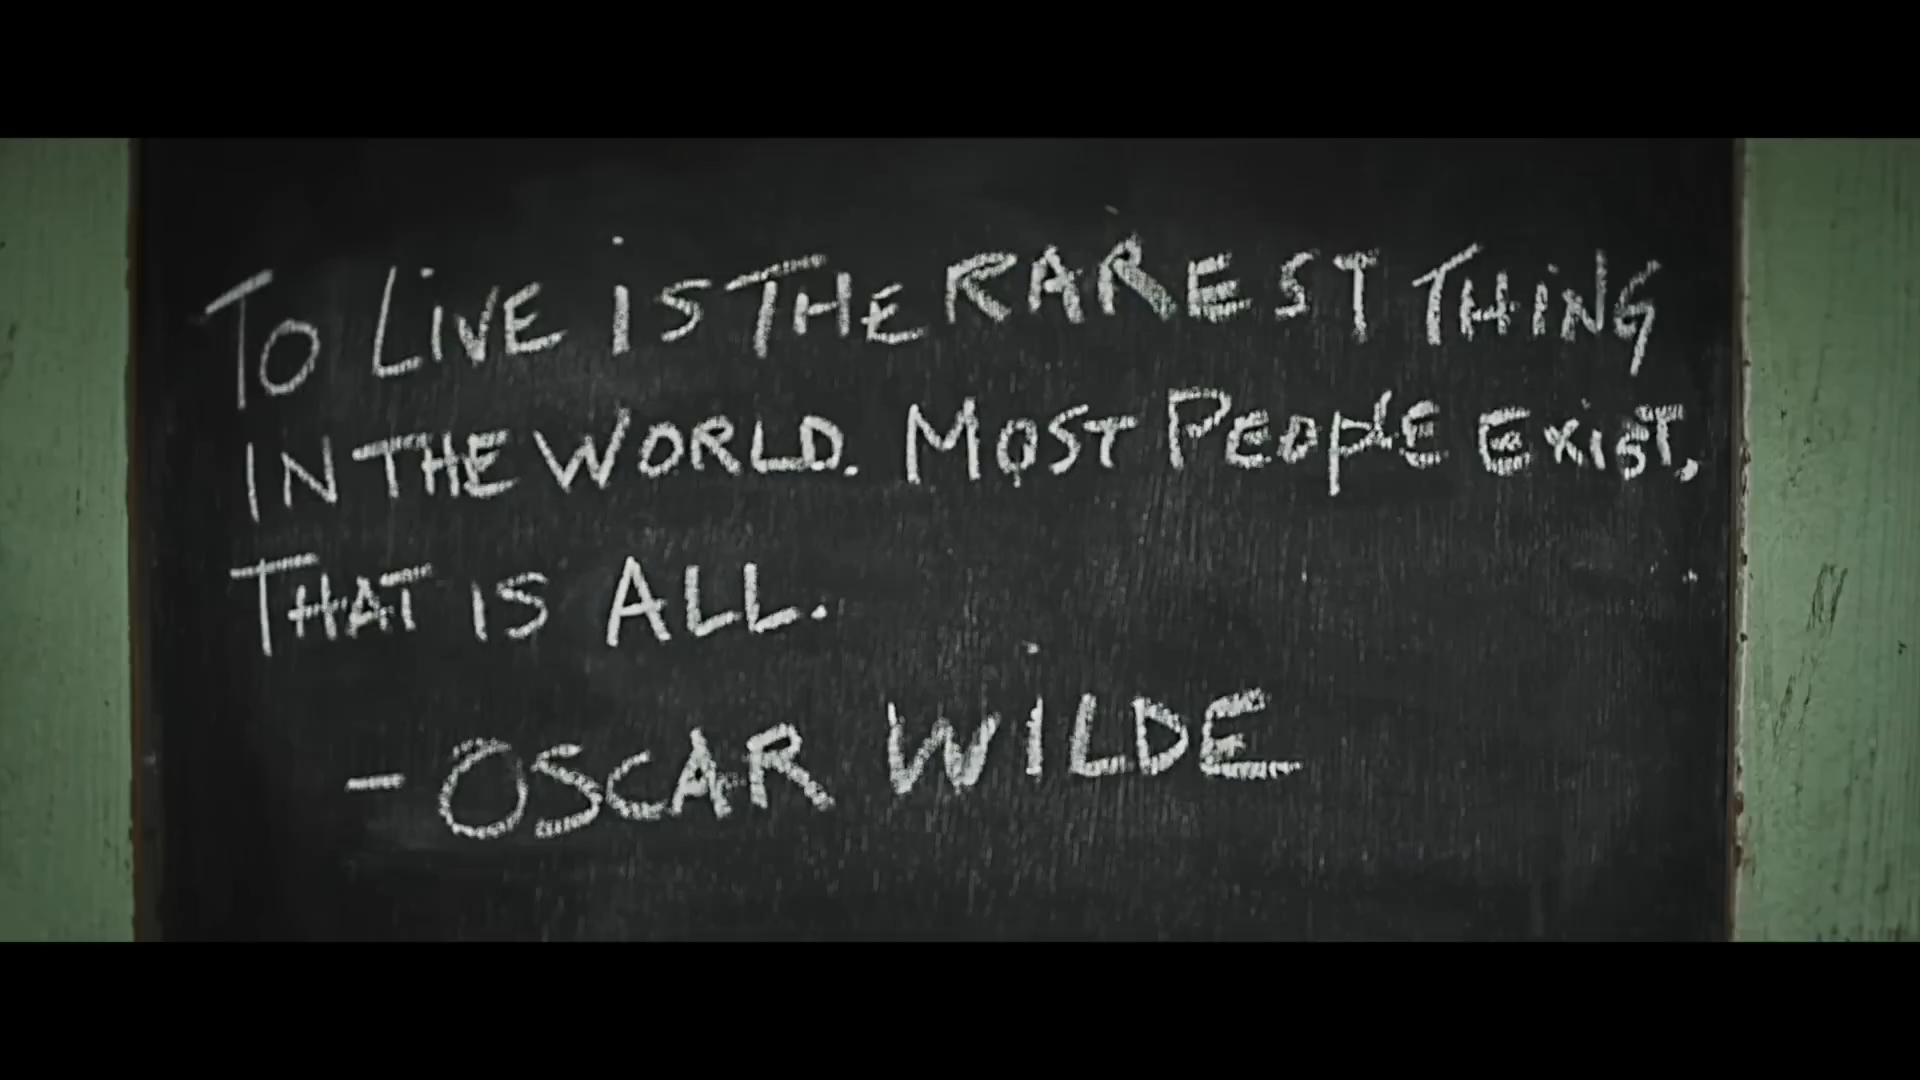 TO LIVE IS THE RAREST THING
IN THE WORLD. MOST PEOPLE EXIST,
THAT IS ALL.
- OSCAR WILDE